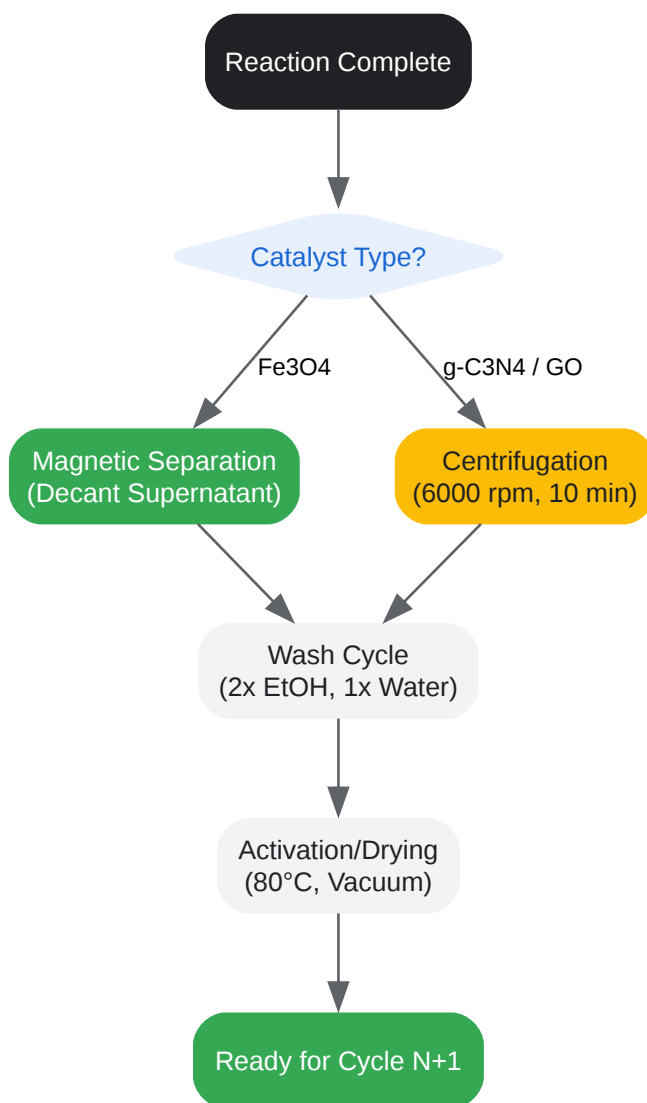 Reaction Complete
Catalyst Type?
Fe3O4
g-C3N4 / GO
Magnetic Separation
(Decant Supernatant)
Centrifugation
(6000 rpm, 10 min)
Wash Cycle
(2x EtOH, 1x Water)
Activation/Drying
(80°C, Vacuum)
Ready for Cycle N+1